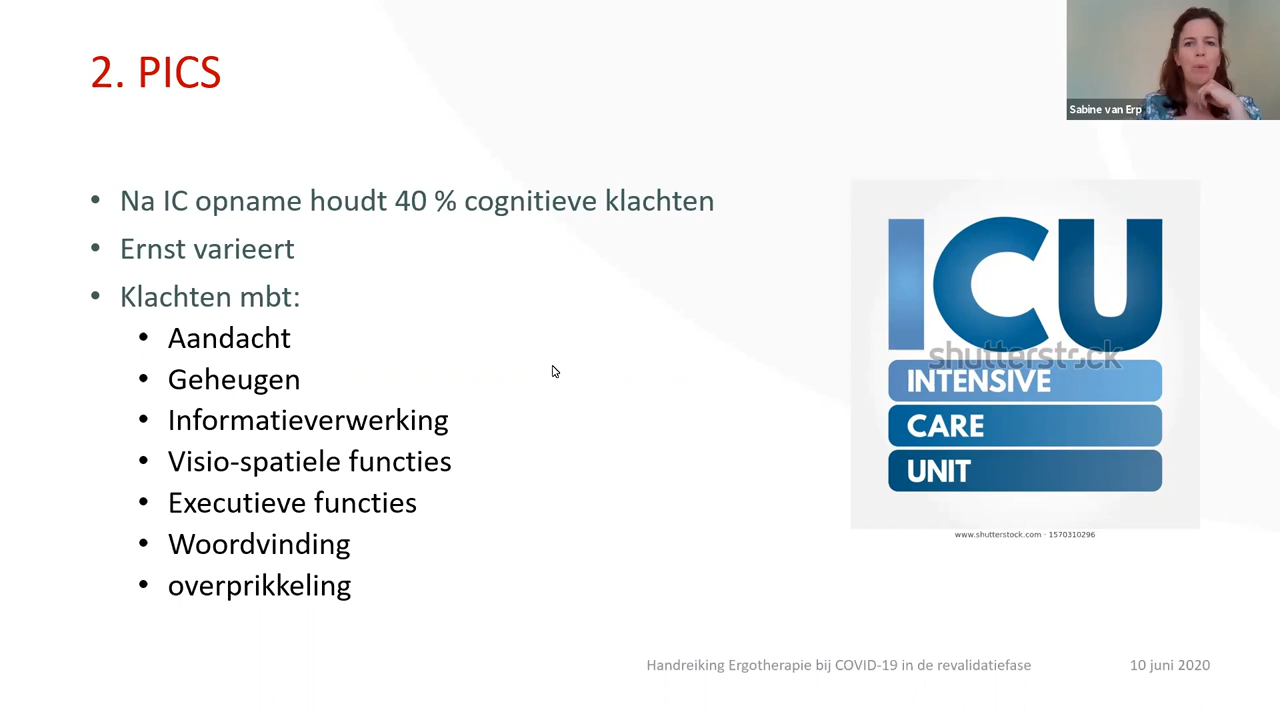 2. PICS
Sabine van Erp
• Na IC opname houdt 40 % cognitieve klachten
• Ernst varieert
• Klachten mbt:
• Aandacht
• Geheugen
• Informatieverwerking
• Visio-spatiele functies
• Executieve functies
• Woordvinding
• overprikkeling
ICU
shutterstock
INTENSIVE
CARE
UNIT
www.shutterstock.com · 1570310296
Handreiking Ergotherapie bij COVID-19 in de revalidatiefase
10 juni 2020